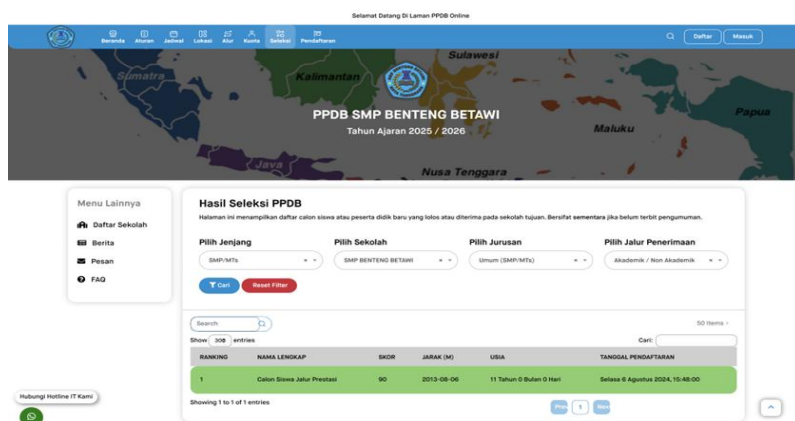 Selamat Datang Di Laman PPDB Online
Beranda Aturan Jadwal Lokasi Alur Kuota Seleksi Pendaftaran
Daftar Masuk
Sumatra Kalimantan Sulawesi
PPDB SMP BENTENG BETAWI
Papua
Tahun Ajaran 2025 / 2026
Maluku
Java
Nusa Tenggara
Menu Lainnya
Daftar Sekolah
Berita
Pesan
FAQ
Hasil Seleksi PPDB
Halaman ini menampilkan daftar calon siswa atau peserta didik baru yang lolos atau diterima pada sekolah tujuan. Bersifat sementara jika belum terbit pengumuman.
Pilih Jenjang Pilih Sekolah Pilih Jurusan Pilih Jalur Penerimaan
SMP/MTs SMP BENTENG BETAWI Umum (SMP/MTs) Akademik / Non Akademik
Cari Reset Filter
Search
50 Items
Show entries
Cari:
RANKING NAMA LENGKAP SKOR JARAK (M) USIA TANGGAL PENDAFTARAN
1 Calon Siswa Jalur Prestasi 90 2013-08-06 11 Tahun 0 Bulan 0 Hari Selasa 6 Agustus 2024, 15:48:00
Showing 1 to 1 of 1 entries
1
Hubungi Hotline IT Kami